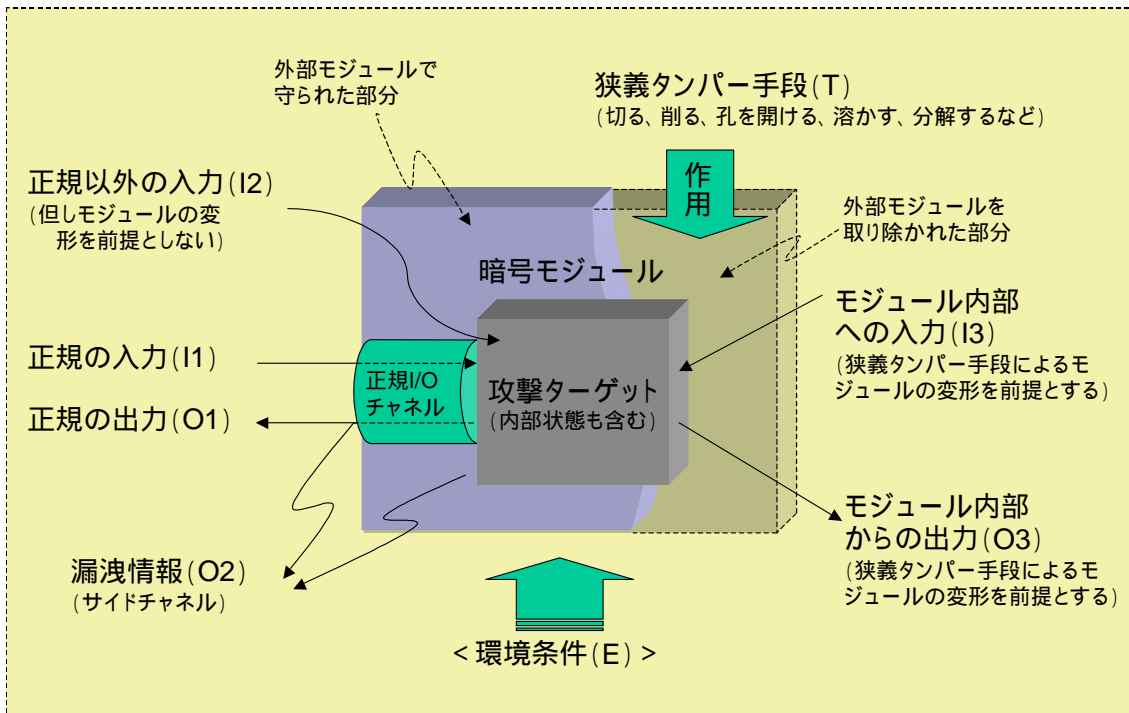 外部モジュールで
守られた部分
狭義タンパー手段(T)
(切る、削る、孔を開ける、溶かす、分解するなど)
作
用
正規以外の入力(I2)
(但しモジュールの変
形を前提としない)
外部モジュールを
取り除かれた部分
暗号モジュール
モジュール内部
への入力(I3)
(狭義タンパー手段によるモ
ジュールの変形を前提とする)
正規の入力(I1)
正規I/O
チャネル
攻撃ターゲット
(内部状態も含む)
正規の出力(O1)
モジュール内部
からの出力(O3)
(狭義タンパー手段によるモ
ジュールの変形を前提とする)
漏洩情報(O2)
(サイドチャネル)
<環境条件(E)>